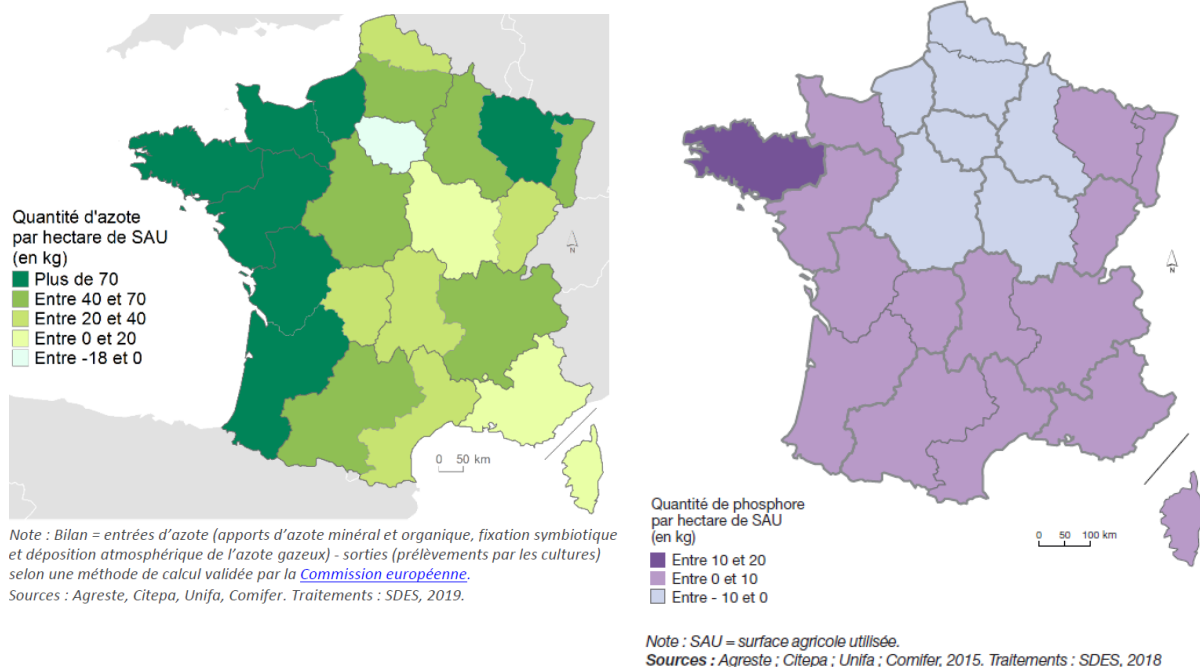 Quantité d'azote
par hectare de SAU
(en kg)
Plus de 70
Entre 40 et 70
Entre 20 et 40
Entre 0 et 20
Entre -18 et 0
N
0 50 km
Note : Bilan = entrées d’azote (apports d’azote minéral et organique, fixation symbiotique
et déposition atmosphérique de l’azote gazeux) - sorties (prélèvements par les cultures)
selon une méthode de calcul validée par la Commission européenne.
Sources : Agreste, Citepa, Unifa, Comifer. Traitements : SDES, 2019.
N
Quantité de phosphore
par hectare de SAU
(en kg)
Entre 10 et 20
Entre 0 et 10
Entre - 10 et 0
0 50 100 km
Note : SAU = surface agricole utilisée.
Sources : Agreste ; Citepa ; Unifa ; Comifer, 2015. Traitements : SDES, 2018